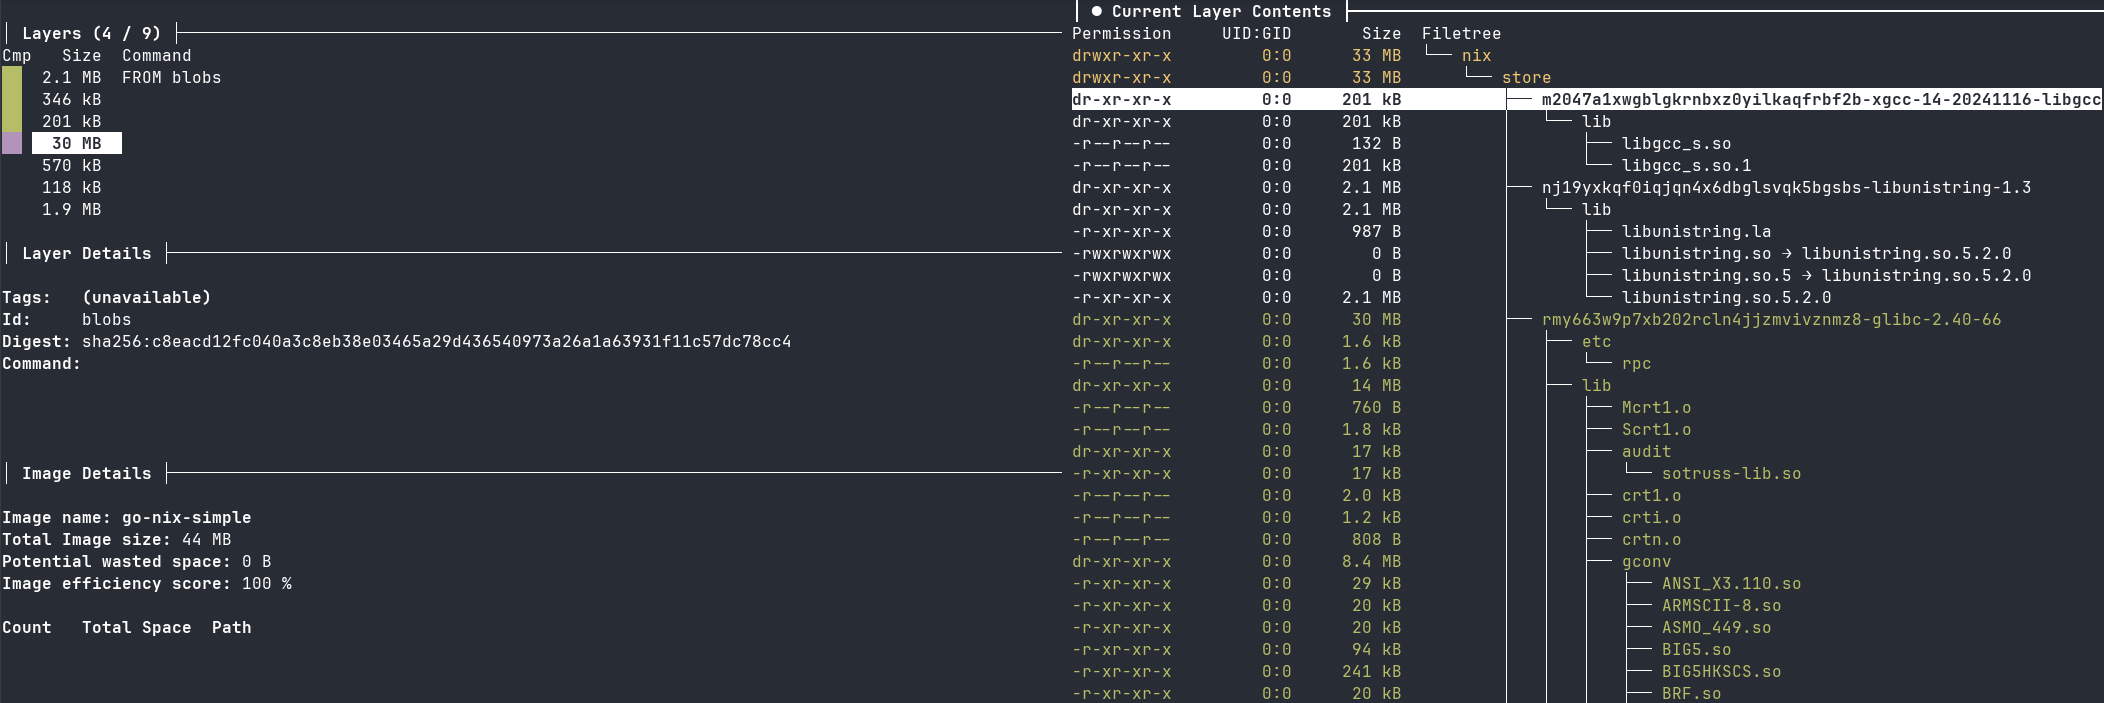 Layers (4 / 9)
Cmp Size Command
2.1 MB FROM blobs
346 kB
201 kB
30 MB
570 kB
118 kB
1.9 MB
Layer Details
Tags: (unavailable)
Id: blobs
Digest: sha256:c8eacd12fc040a3c8eb38e03465a29d436540973a26a1a63931f11c57dc78cc4
Command:
Image Details
Image name: go-nix-simple
Total Image size: 44 MB
Potential wasted space: 0 B
Image efficiency score: 100 %
Count Total Space Path
● Current Layer Contents
Permission UID:GID Size Filetree
drwxr-xr-x 0:0 33 MB └── nix
drwxr-xr-x 0:0 33 MB └── store
dr-xr-xr-x 0:0 201 kB ├── m2047a1xwgblgkrnbxz0yilkaqfrbf2b-xgcc-14-20241116-libgcc
dr-xr-xr-x 0:0 201 kB │ └── lib
-r--r--r-- 0:0 132 B │ ├── libgcc_s.so
-r--r--r-- 0:0 201 kB │ └── libgcc_s.so.1
dr-xr-xr-x 0:0 2.1 MB ├── nj19yxkqf0iqjqn4x6dbglsvqk5bgsbs-libunistring-1.3
dr-xr-xr-x 0:0 2.1 MB │ └── lib
-r-xr-xr-x 0:0 987 B │ ├── libunistring.la
-rwxrwxrwx 0:0 0 B │ ├── libunistring.so → libunistring.so.5.2.0
-rwxrwxrwx 0:0 0 B │ ├── libunistring.so.5 → libunistring.so.5.2.0
-r-xr-xr-x 0:0 2.1 MB │ └── libunistring.so.5.2.0
dr-xr-xr-x 0:0 30 MB ├── rmy663w9p7xb202rcln4jjzmvivznmz8-glibc-2.40-66
dr-xr-xr-x 0:0 1.6 kB │ ├── etc
-r--r--r-- 0:0 1.6 kB │ │ └── rpc
dr-xr-xr-x 0:0 14 MB │ ├── lib
-r--r--r-- 0:0 760 B │ │ ├── Mcrt1.o
-r--r--r-- 0:0 1.8 kB │ │ ├── Scrt1.o
dr-xr-xr-x 0:0 17 kB │ │ ├── audit
-r-xr-xr-x 0:0 17 kB │ │ │ └── sotruss-lib.so
-r--r--r-- 0:0 2.0 kB │ │ ├── crt1.o
-r--r--r-- 0:0 1.2 kB │ │ ├── crti.o
-r--r--r-- 0:0 808 B │ │ ├── crtn.o
dr-xr-xr-x 0:0 8.4 MB │ │ ├── gconv
-r-xr-xr-x 0:0 29 kB │ │ │ ├── ANSI_X3.110.so
-r-xr-xr-x 0:0 20 kB │ │ │ ├── ARMSCII-8.so
-r-xr-xr-x 0:0 20 kB │ │ │ ├── ASMO_449.so
-r-xr-xr-x 0:0 94 kB │ │ │ ├── BIG5.so
-r-xr-xr-x 0:0 241 kB │ │ │ ├── BIG5HKSCS.so
-r-xr-xr-x 0:0 20 kB │ │ │ ├── BRF.so